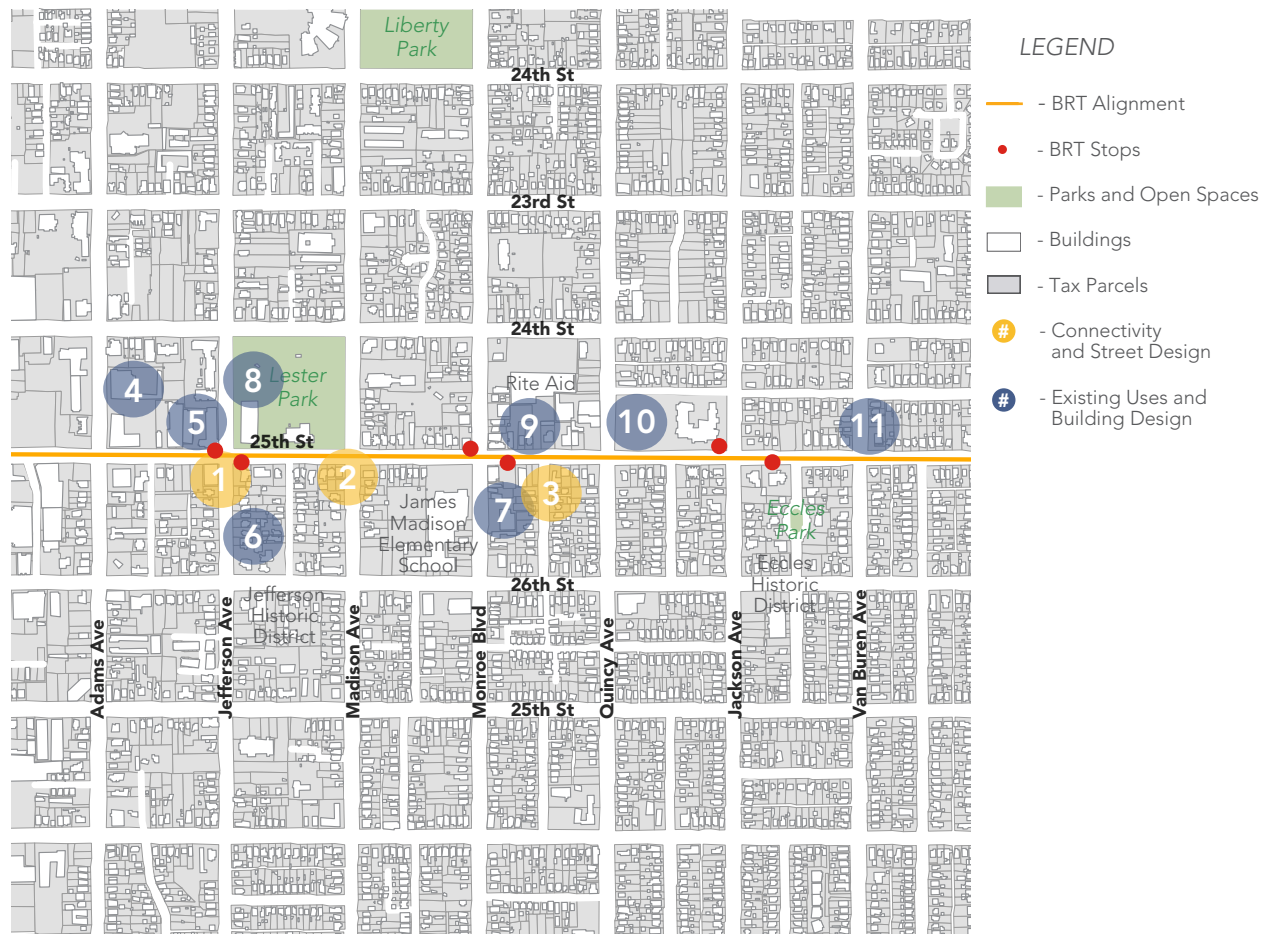 Liberty
Park
24th St
23rd St
24th St
4
5
8
Lester
Park
Rite Aid
9
10
11
25th St
1
2
3
6
7
James
Madison
Elementary
School
Eccles
Park
Eccles
Historic
District
26th St
Jefferson
Historic
District
Adams Ave
Jefferson Ave
Madison Ave
Monroe Blvd
Quincy Ave
Jackson Ave
Van Buren Ave
25th St
LEGEND
- BRT Alignment
- BRT Stops
- Parks and Open Spaces
- Buildings
- Tax Parcels
# - Connectivity
and Street Design
# - Existing Uses and
Building Design